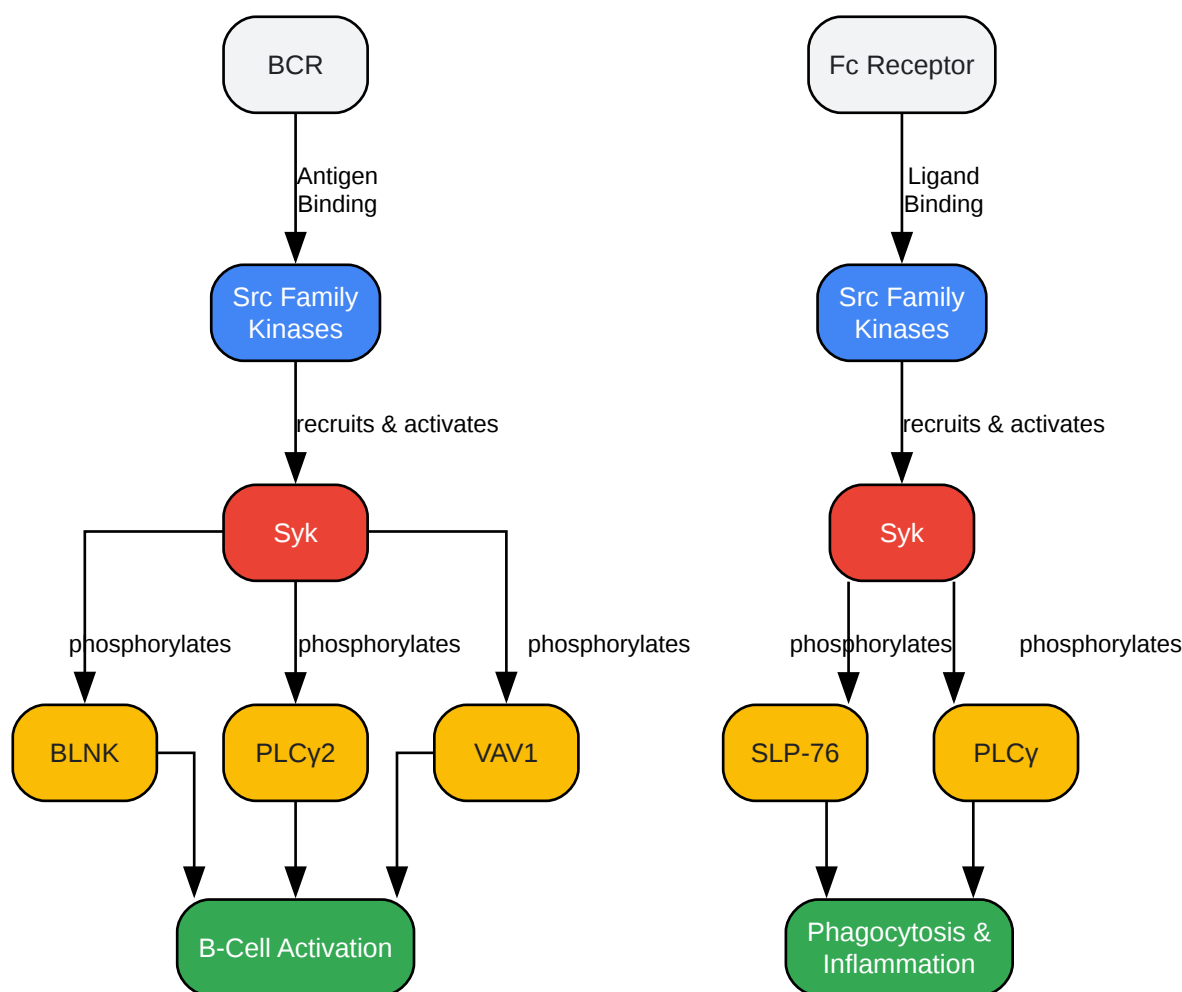 BCR
Fc Receptor
Antigen
Binding
Ligand
Binding
Src Family
Kinases
Src Family
Kinases
recruits & activates
recruits & activates
Syk
Syk
phosphorylates
phosphorylates
phosphorylates
phosphorylates
phosphorylates
BLNK
PLCγ2
VAV1
SLP-76
PLCγ
B-Cell Activation
Phagocytosis &
Inflammation